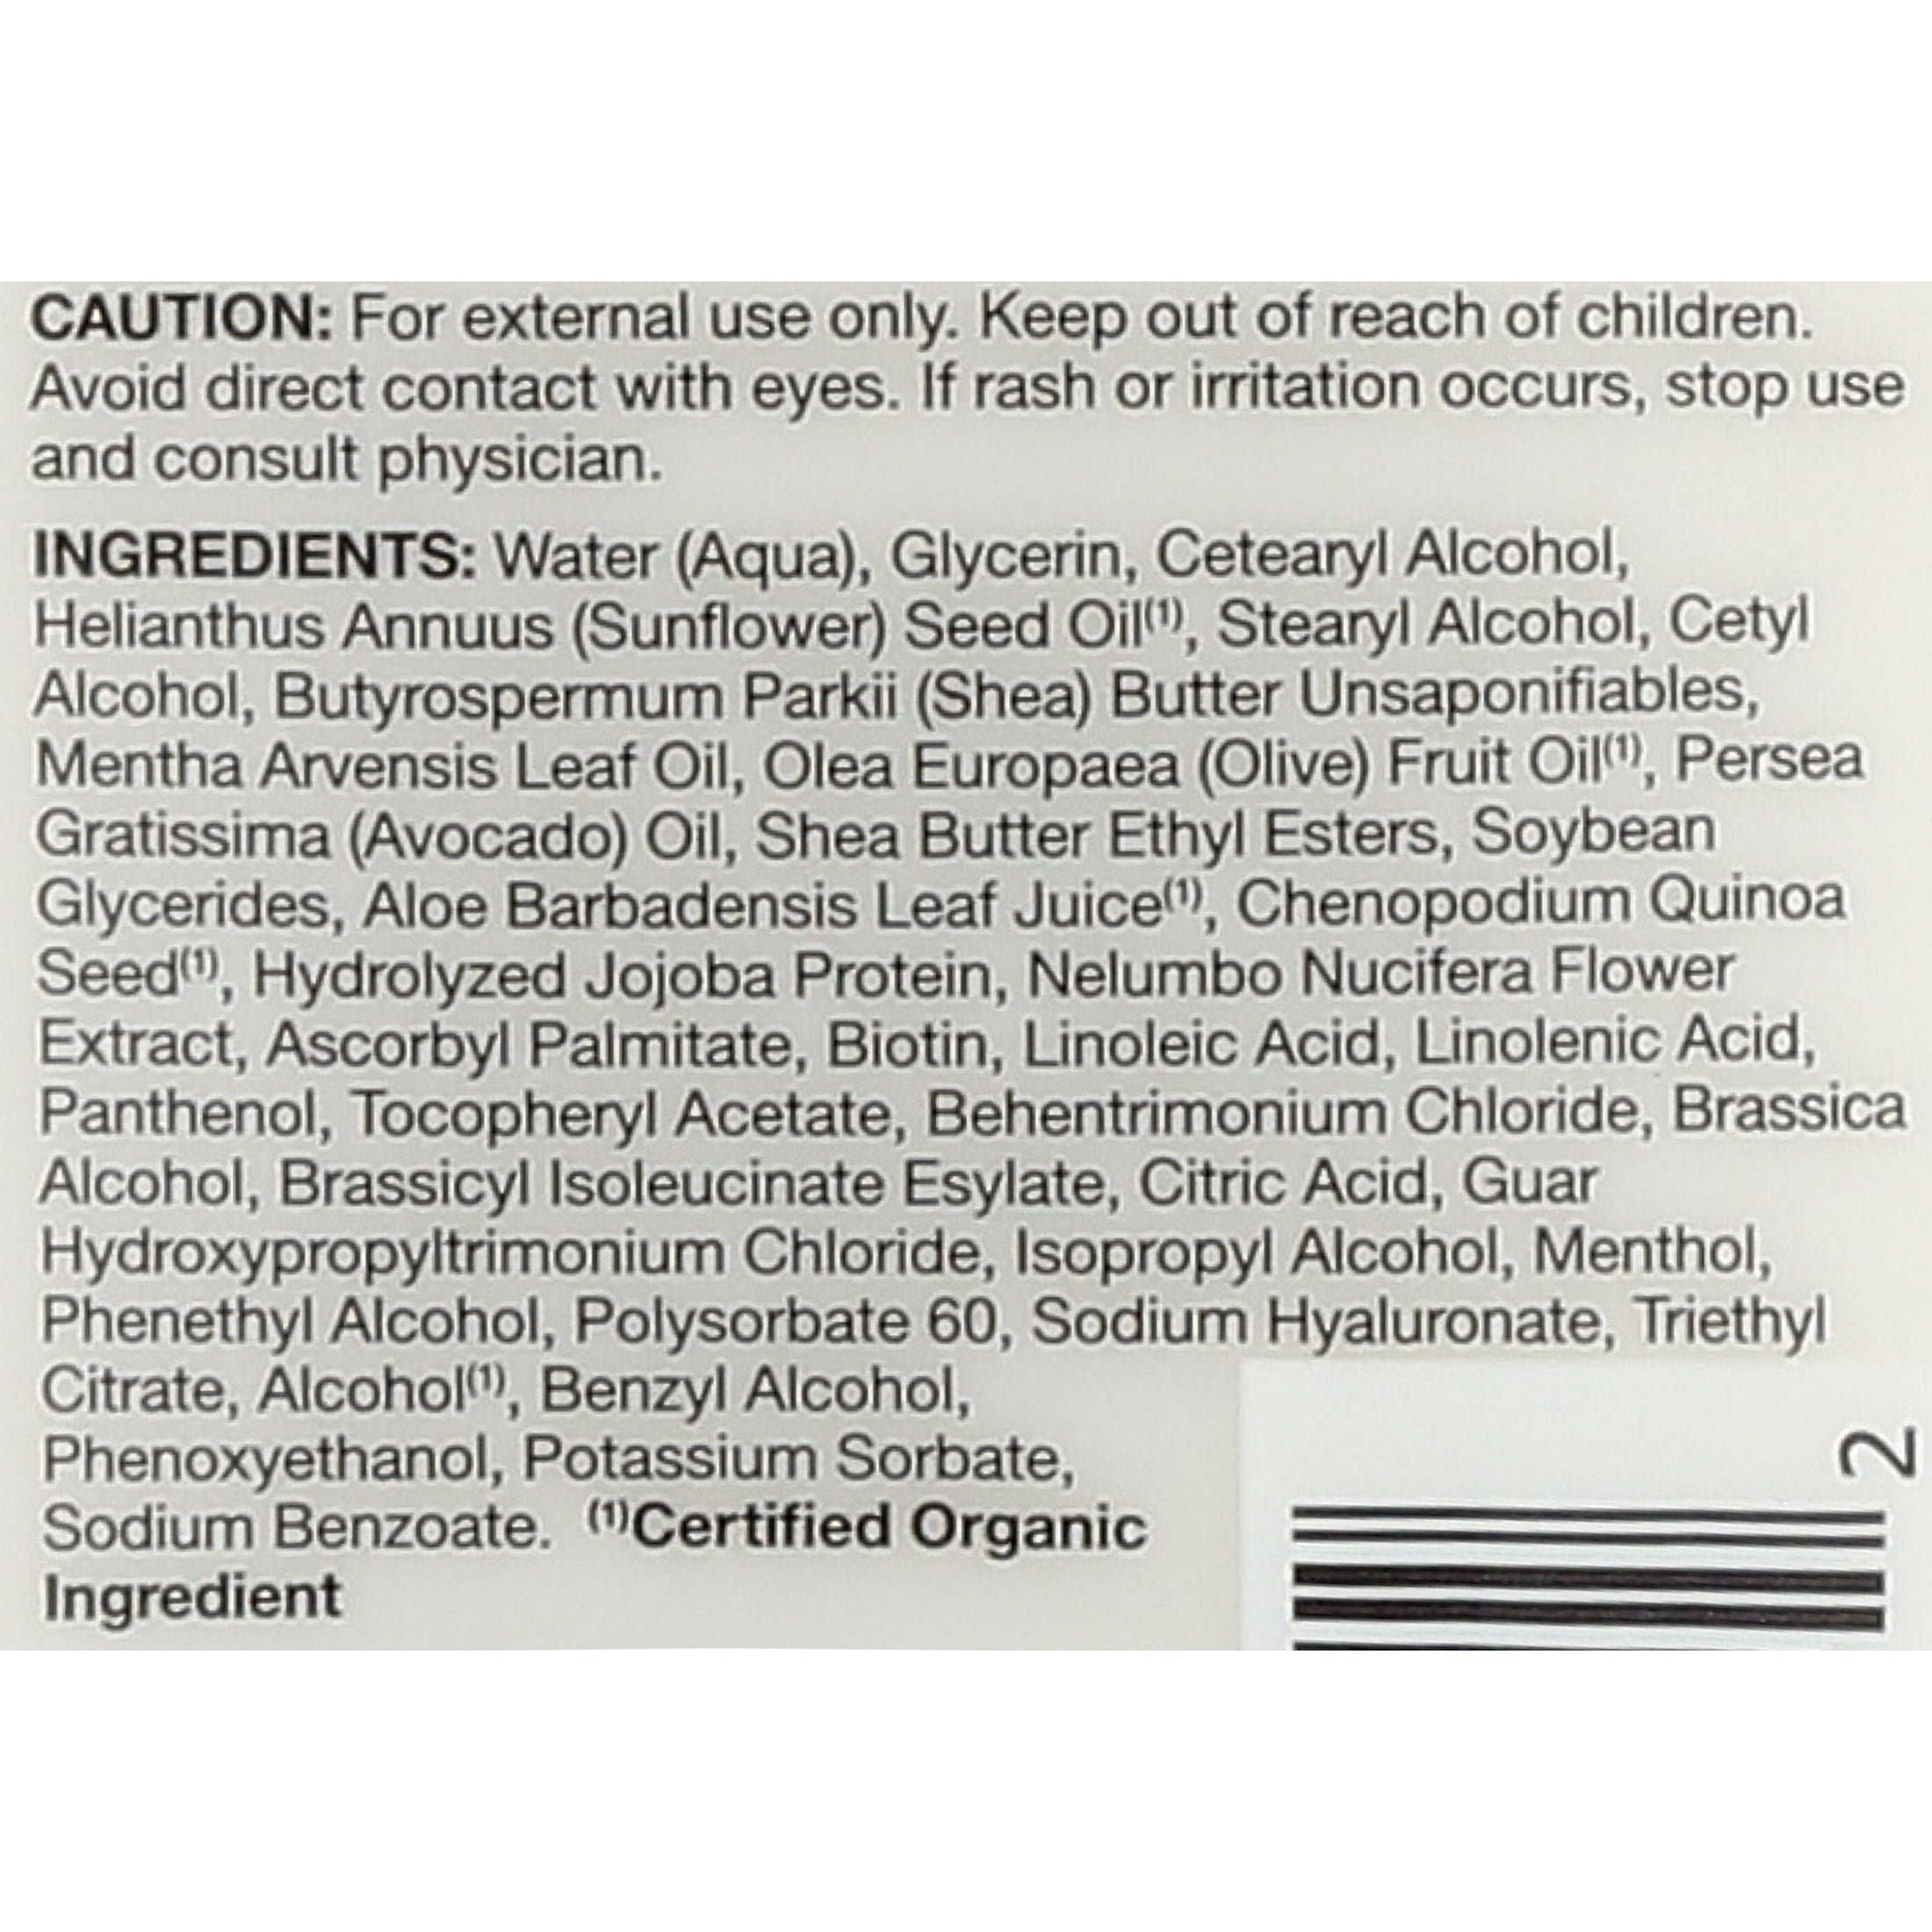 CAUTION: For external use only. Keep out of reach of children.
Avoid direct contact with eyes. If rash or irritation occurs, stop use
and consult physician.
INGREDIENTS: Water (Aqua), Glycerin, Cetearyl Alcohol,
Helianthus Annuus (Sunflower) Seed Oil⁽¹⁾, Stearyl Alcohol, Cetyl
Alcohol, Butyrospermum Parkii (Shea) Butter Unsaponifiables,
Mentha Arvensis Leaf Oil, Olea Europaea (Olive) Fruit Oil⁽¹⁾, Persea
Gratissima (Avocado) Oil, Shea Butter Ethyl Esters, Soybean
Glycerides, Aloe Barbadensis Leaf Juice⁽¹⁾, Chenopodium Quinoa
Seed⁽¹⁾, Hydrolyzed Jojoba Protein, Nelumbo Nucifera Flower
Extract, Ascorbyl Palmitate, Biotin, Linoleic Acid, Linolenic Acid,
Panthenol, Tocopheryl Acetate, Behentrimonium Chloride, Brassica
Alcohol, Brassicyl Isoleucinate Esylate, Citric Acid, Guar
Hydroxypropyltrimonium Chloride, Isopropyl Alcohol, Menthol,
Phenethyl Alcohol, Polysorbate 60, Sodium Hyaluronate, Triethyl
Citrate, Alcohol⁽¹⁾, Benzyl Alcohol,
Phenoxyethanol, Potassium Sorbate,
Sodium Benzoate. ⁽¹⁾Certified Organic
Ingredient
2